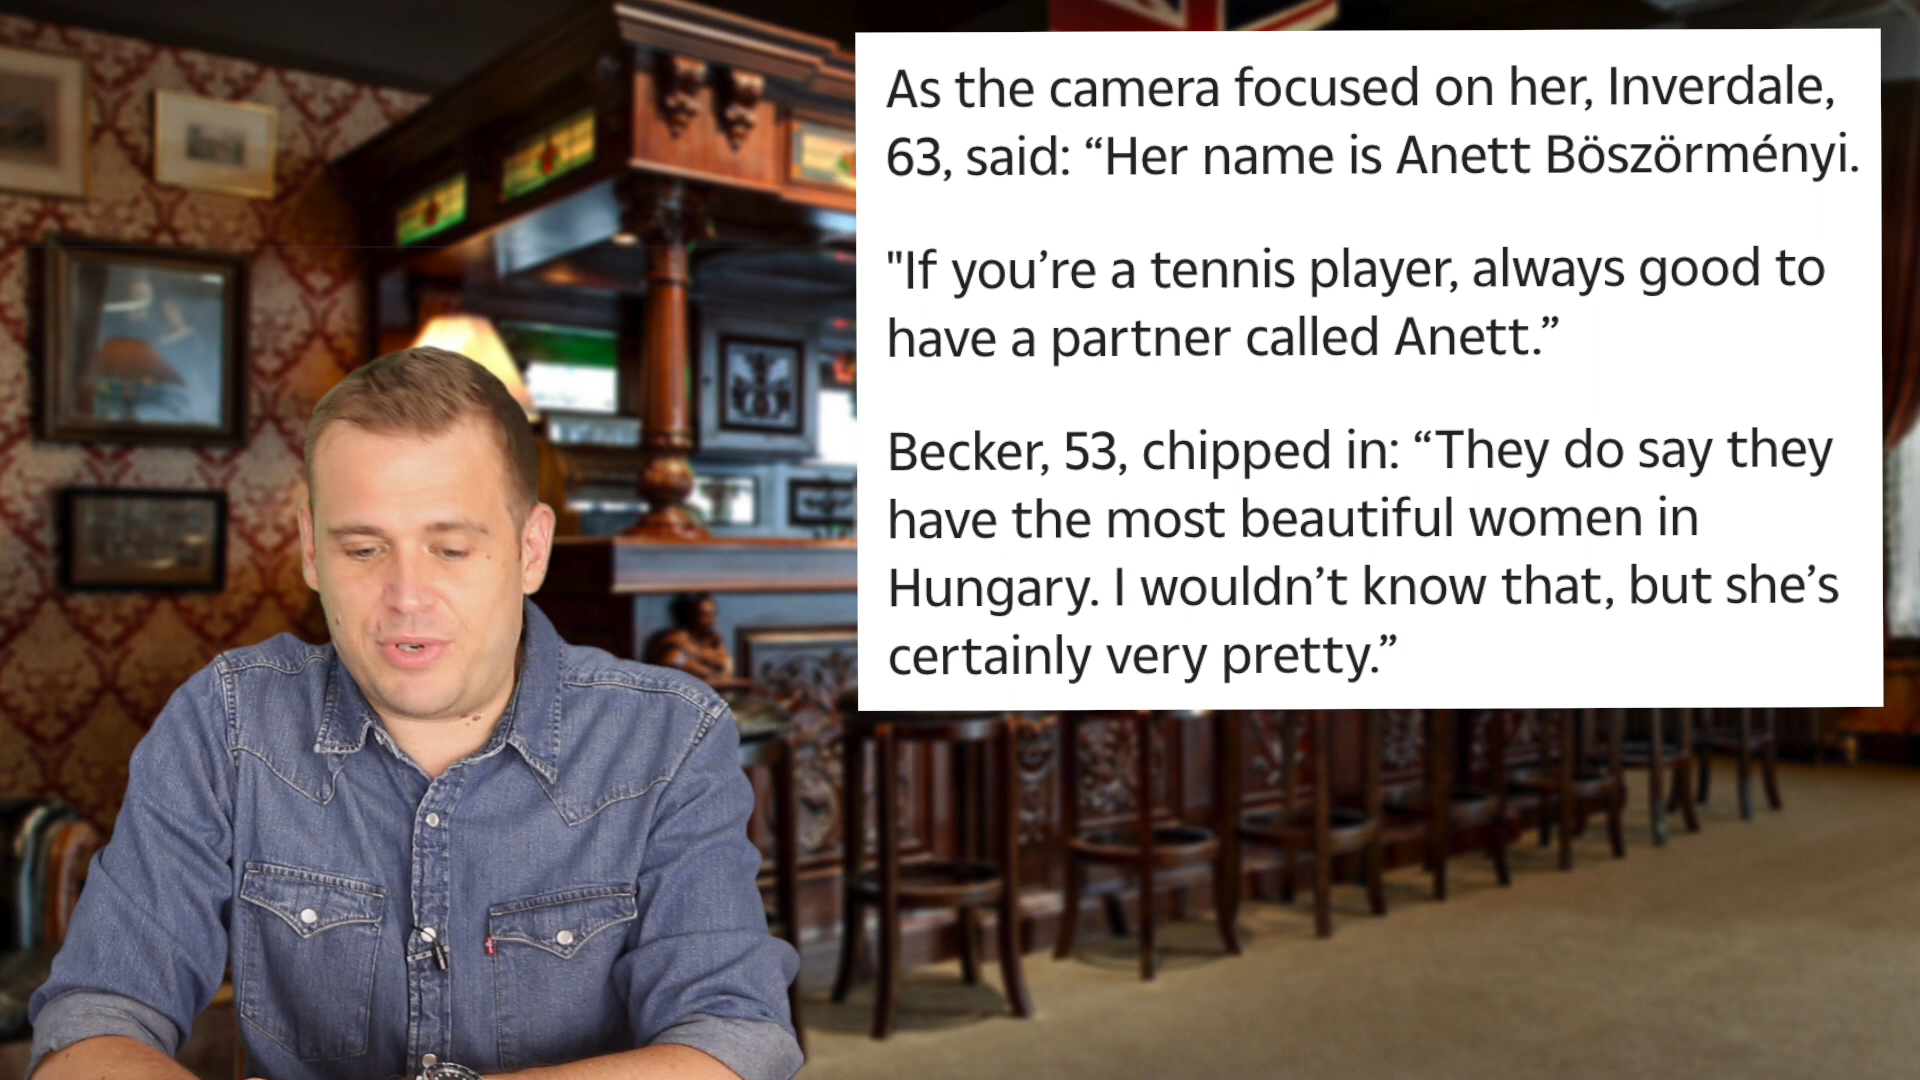 As the camera focused on her, Inverdale,
63, said: “Her name is Anett Böszörményi.
"If you’re a tennis player, always good to
have a partner called Anett.”
Becker, 53, chipped in: “They do say they
have the most beautiful women in
Hungary. I wouldn’t know that, but she’s
certainly very pretty.”